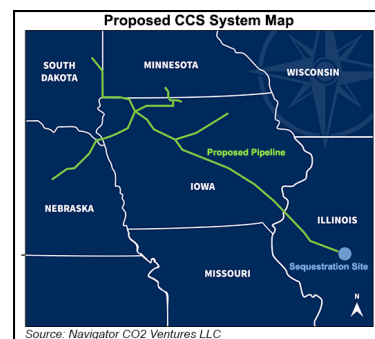 Proposed CCS System Map
SOUTH
DAKOTA
MINNESOTA
WISCONSIN
Proposed Pipeline
IOWA
NEBRASKA
ILLINOIS
Sequestration Site
MISSOURI
N
Source: Navigator CO2 Ventures LLC